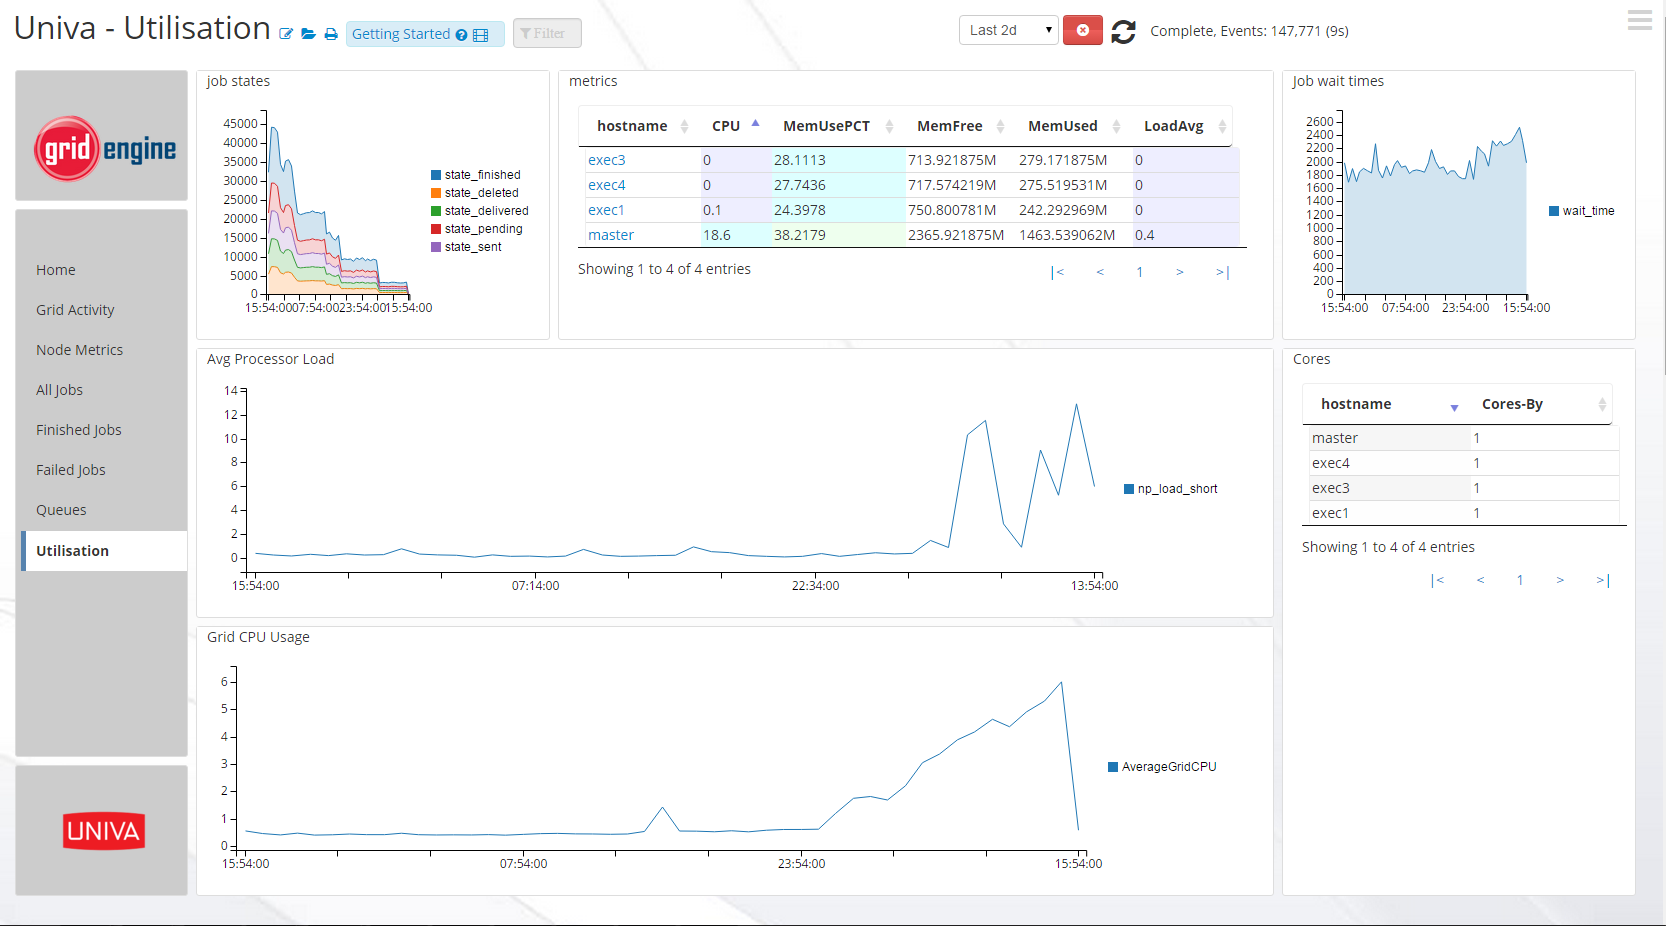 Univa - Utilisation
Getting Started
Filter
Last 2d
Complete, Events: 147,771 (9s)
grid engine
Home
Grid Activity
Node Metrics
All Jobs
Finished Jobs
Failed Jobs
Queues
Utilisation
UNIVA
job states
45000
40000
35000
30000
25000
20000
15000
10000
5000
0
15:54:00 07:54:00 23:54:00 15:54:00
state_finished
state_deleted
state_delivered
state_pending
state_sent
metrics
hostname CPU MemUsePCT MemFree MemUsed LoadAvg
exec3 0 28.1113 713.921875M 279.171875M 0
exec4 0 27.7436 717.574219M 275.519531M 0
exec1 0.1 24.3978 750.800781M 242.292969M 0
master 18.6 38.2179 2365.921875M 1463.539062M 0.4
Showing 1 to 4 of 4 entries
|< < 1 > >|
Job wait times
2600
2400
2200
2000
1800
1600
1400
1200
1000
800
600
400
200
0
15:54:00 07:54:00 23:54:00 15:54:00
wait_time
Avg Processor Load
14
12
10
8
6
4
2
0
15:54:00 07:14:00 22:34:00 13:54:00
np_load_short
Cores
hostname Cores-By
master 1
exec4 1
exec3 1
exec1 1
Showing 1 to 4 of 4 entries
|< < 1 > >|
Grid CPU Usage
6
5
4
3
2
1
0
15:54:00 07:54:00 23:54:00 15:54:00
AverageGridCPU